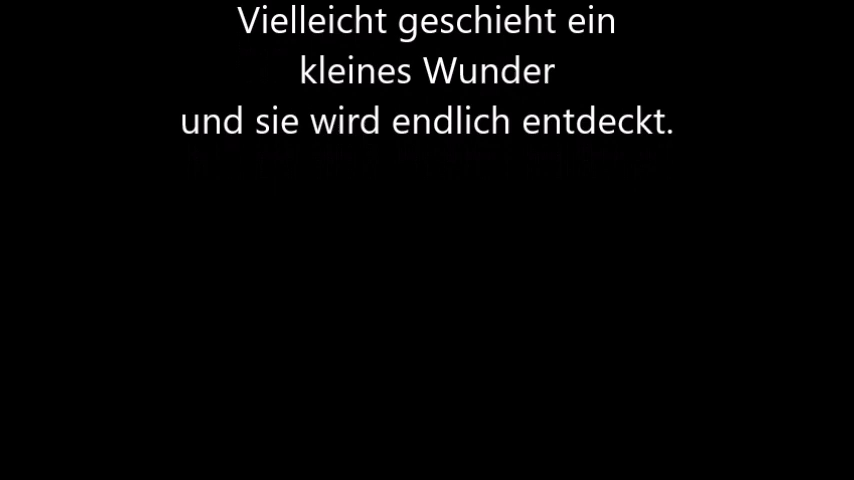 Vielleicht geschieht ein
kleines Wunder
und sie wird endlich entdeckt.